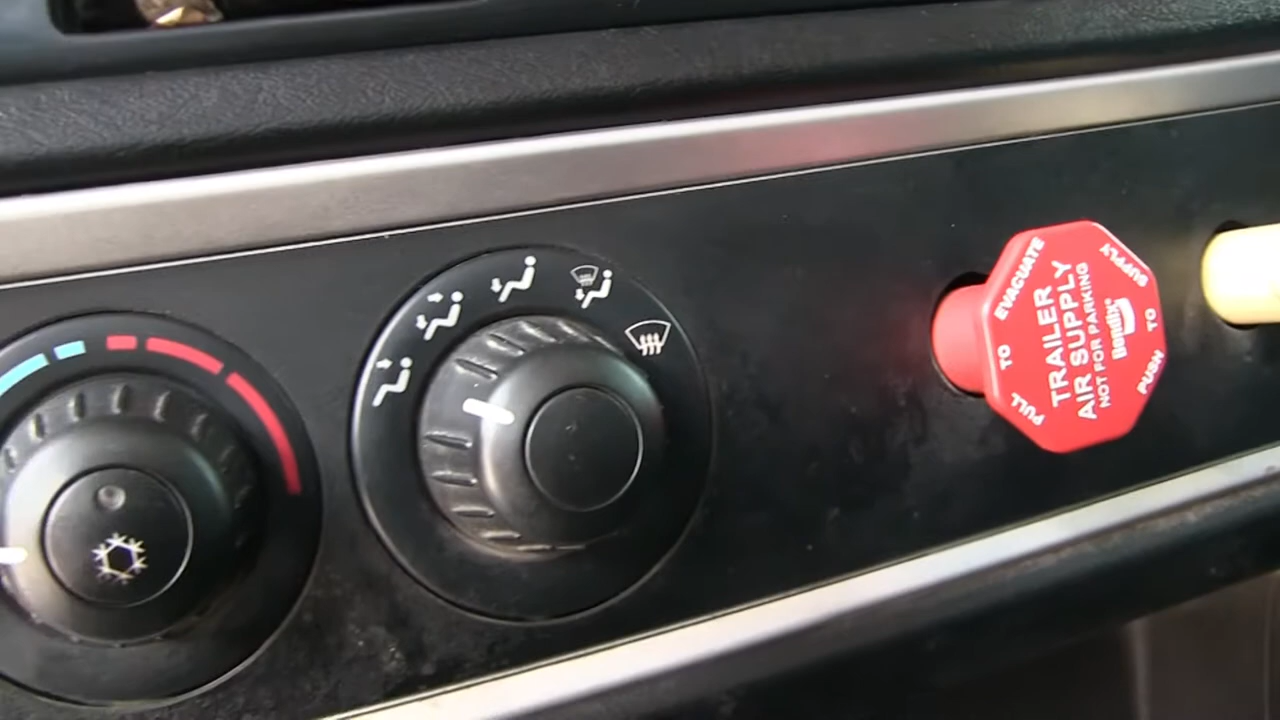 PULL TO EVACUATE
TRAILER
AIR SUPPLY
NOT FOR PARKING
Bendix
PUSH TO SUPPLY